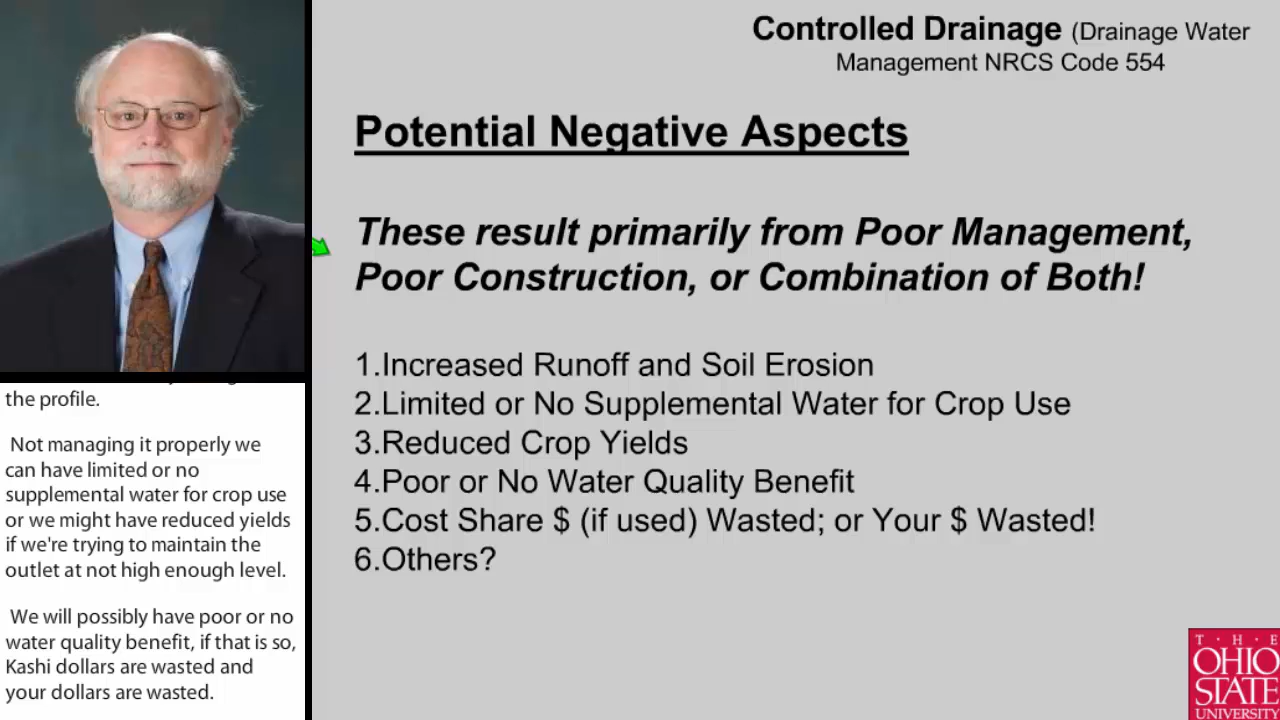 Controlled Drainage (Drainage Water
Management NRCS Code 554
Potential Negative Aspects
These result primarily from Poor Management,
Poor Construction, or Combination of Both!
1.Increased Runoff and Soil Erosion
2.Limited or No Supplemental Water for Crop Use
3.Reduced Crop Yields
4.Poor or No Water Quality Benefit
5.Cost Share $ (if used) Wasted; or Your $ Wasted!
6.Others?
the profile.
Not managing it properly we
can have limited or no
supplemental water for crop use
or we might have reduced yields
if we're trying to maintain the
outlet at not high enough level.
We will possibly have poor or no
water quality benefit, if that is so,
Kashi dollars are wasted and
your dollars are wasted.
T · H · E
OHIO
STATE
UNIVERSITY